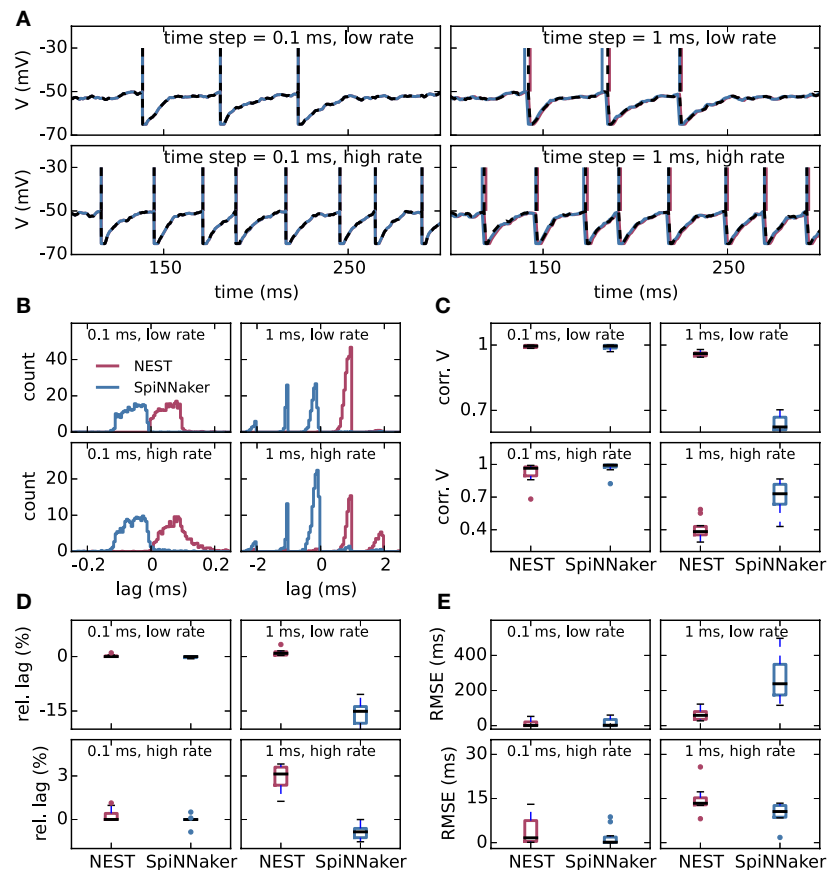 A
time step = 0.1 ms, low rate
time step = 1 ms, low rate
V (mV)
-30
-50
-70
time step = 0.1 ms, high rate
time step = 1 ms, high rate
V (mV)
-30
-50
-70
150
250
150
250
time (ms)
time (ms)
B
0.1 ms, low rate
1 ms, low rate
NEST
SpiNNaker
count
40
20
0
0.1 ms, high rate
1 ms, high rate
count
20
10
0
-0.2
0
0.2
-2
0
2
lag (ms)
lag (ms)
C
0.1 ms, low rate
1 ms, low rate
corr. V
1
0.7
0.1 ms, high rate
1 ms, high rate
corr. V
1
0.7
0.4
NEST
SpiNNaker
NEST
SpiNNaker
D
0.1 ms, low rate
1 ms, low rate
rel. lag (%)
0
-15
0.1 ms, high rate
1 ms, high rate
rel. lag (%)
3
0
NEST
SpiNNaker
NEST
SpiNNaker
E
0.1 ms, low rate
1 ms, low rate
RMSE (ms)
400
200
0
0.1 ms, high rate
1 ms, high rate
RMSE (ms)
30
15
0
NEST
SpiNNaker
NEST
SpiNNaker